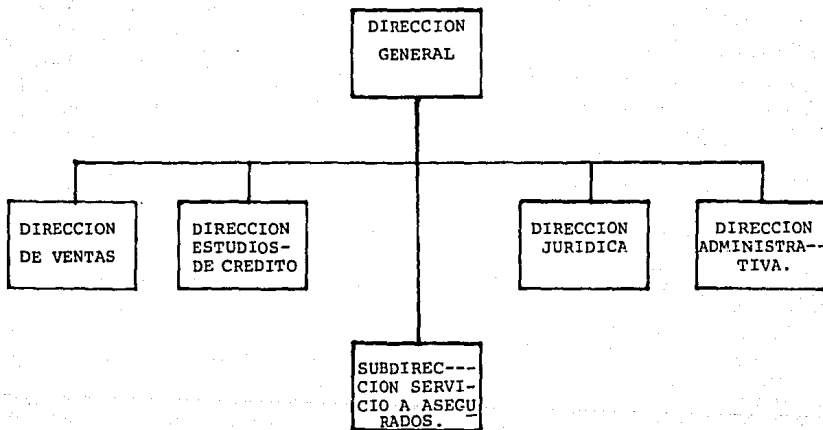 DIRECCION
GENERAL
DIRECCION
DE VENTAS
DIRECCION
ESTUDIOS-
DE CREDITO
DIRECCION
JURIDICA
DIRECCION
ADMINISTRA--
TIVA.
SUBDIREC---
CION SERVI-
CIO A ASEGU
RADOS.